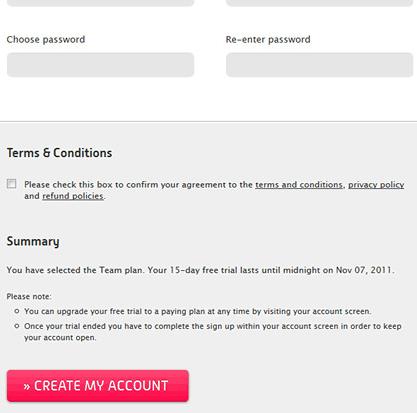 Choose password Re-enter password
Terms & Conditions
Please check this box to confirm your agreement to the terms and conditions, privacy policy
and refund policies.
Summary
You have selected the Team plan. Your 15-day free trial lasts until midnight on Nov 07, 2011.
Please note:
You can upgrade your free trial to a paying plan at any time by visiting your account screen.
Once your trial ended you have to complete the sign up within your account screen in order to keep
your account open.
» CREATE MY ACCOUNT